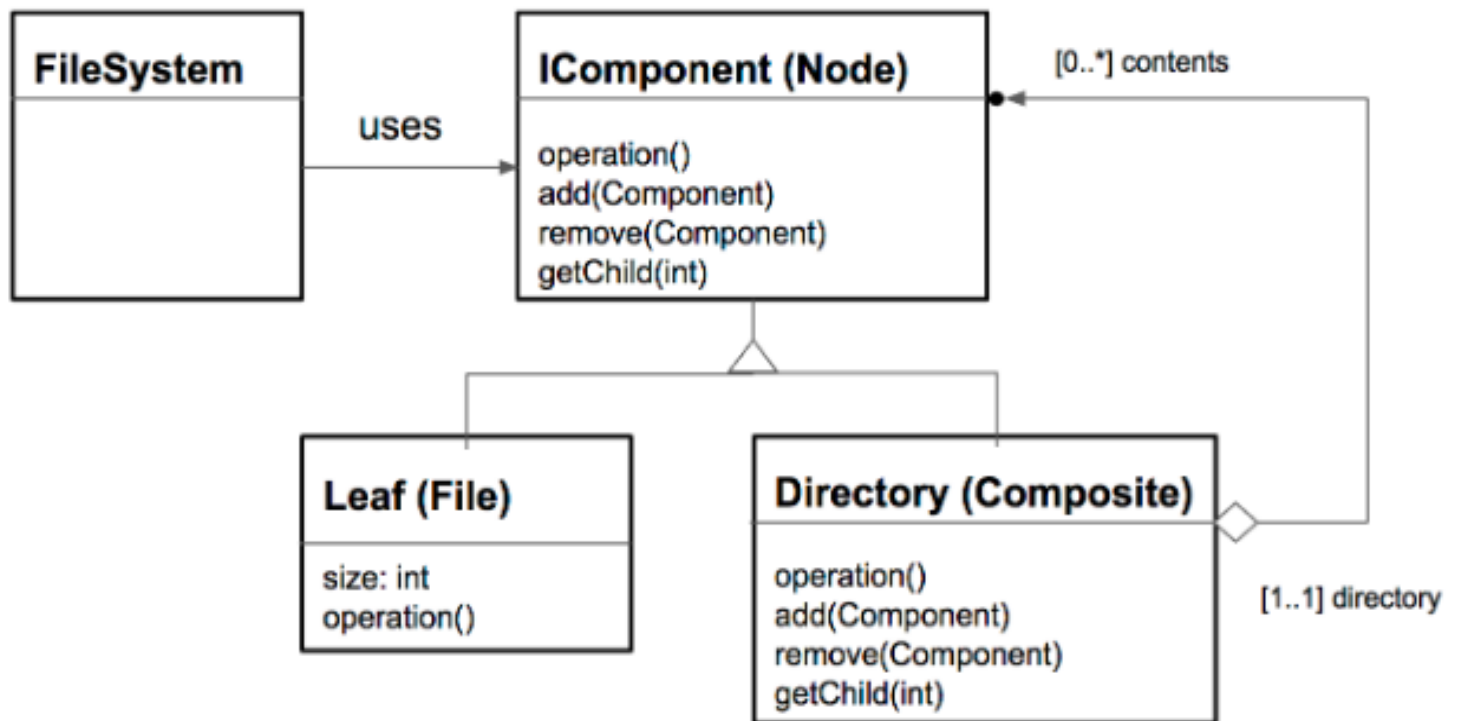 FileSystem
uses
IComponent (Node)
operation()
add(Component)
remove(Component)
getChild(int)
[0..*] contents
Leaf (File)
size: int
operation()
Directory (Composite)
operation()
add(Component)
remove(Component)
getChild(int)
[1..1] directory